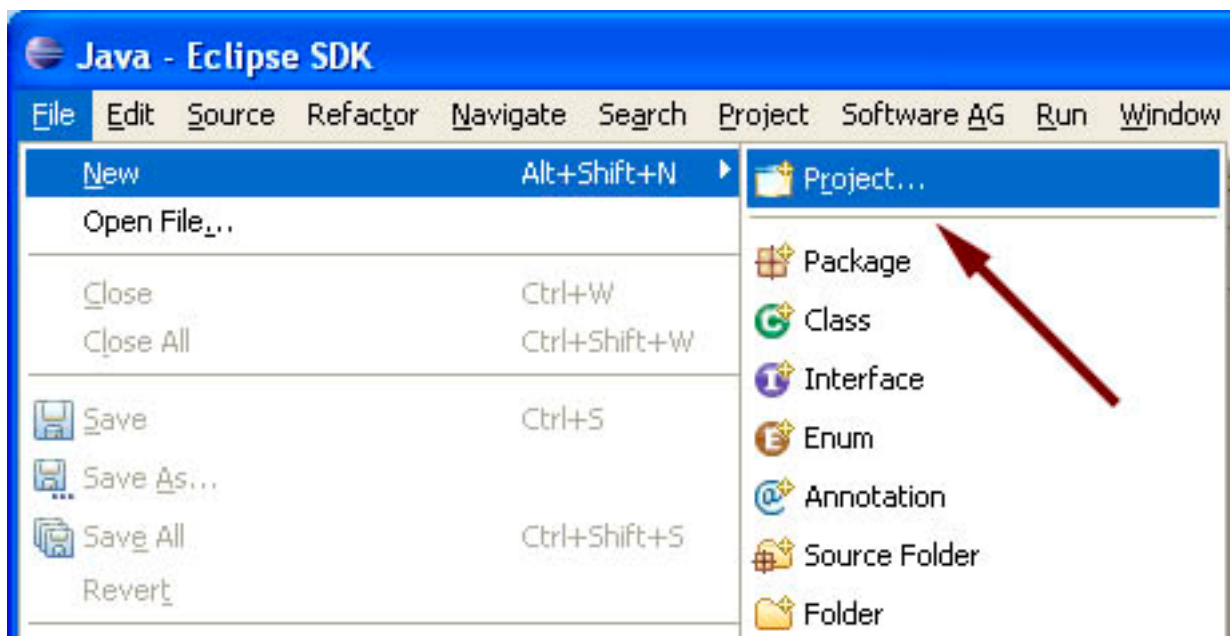 Java - Eclipse SDK
File Edit Source Refactor Navigate Search Project Software AG Run Window
New Alt+Shift+N
Open File...
Close Ctrl+W
Close All Ctrl+Shift+W
Save Ctrl+S
Save As...
Save All Ctrl+Shift+S
Revert
Project...
Package
Class
Interface
Enum
Annotation
Source Folder
Folder